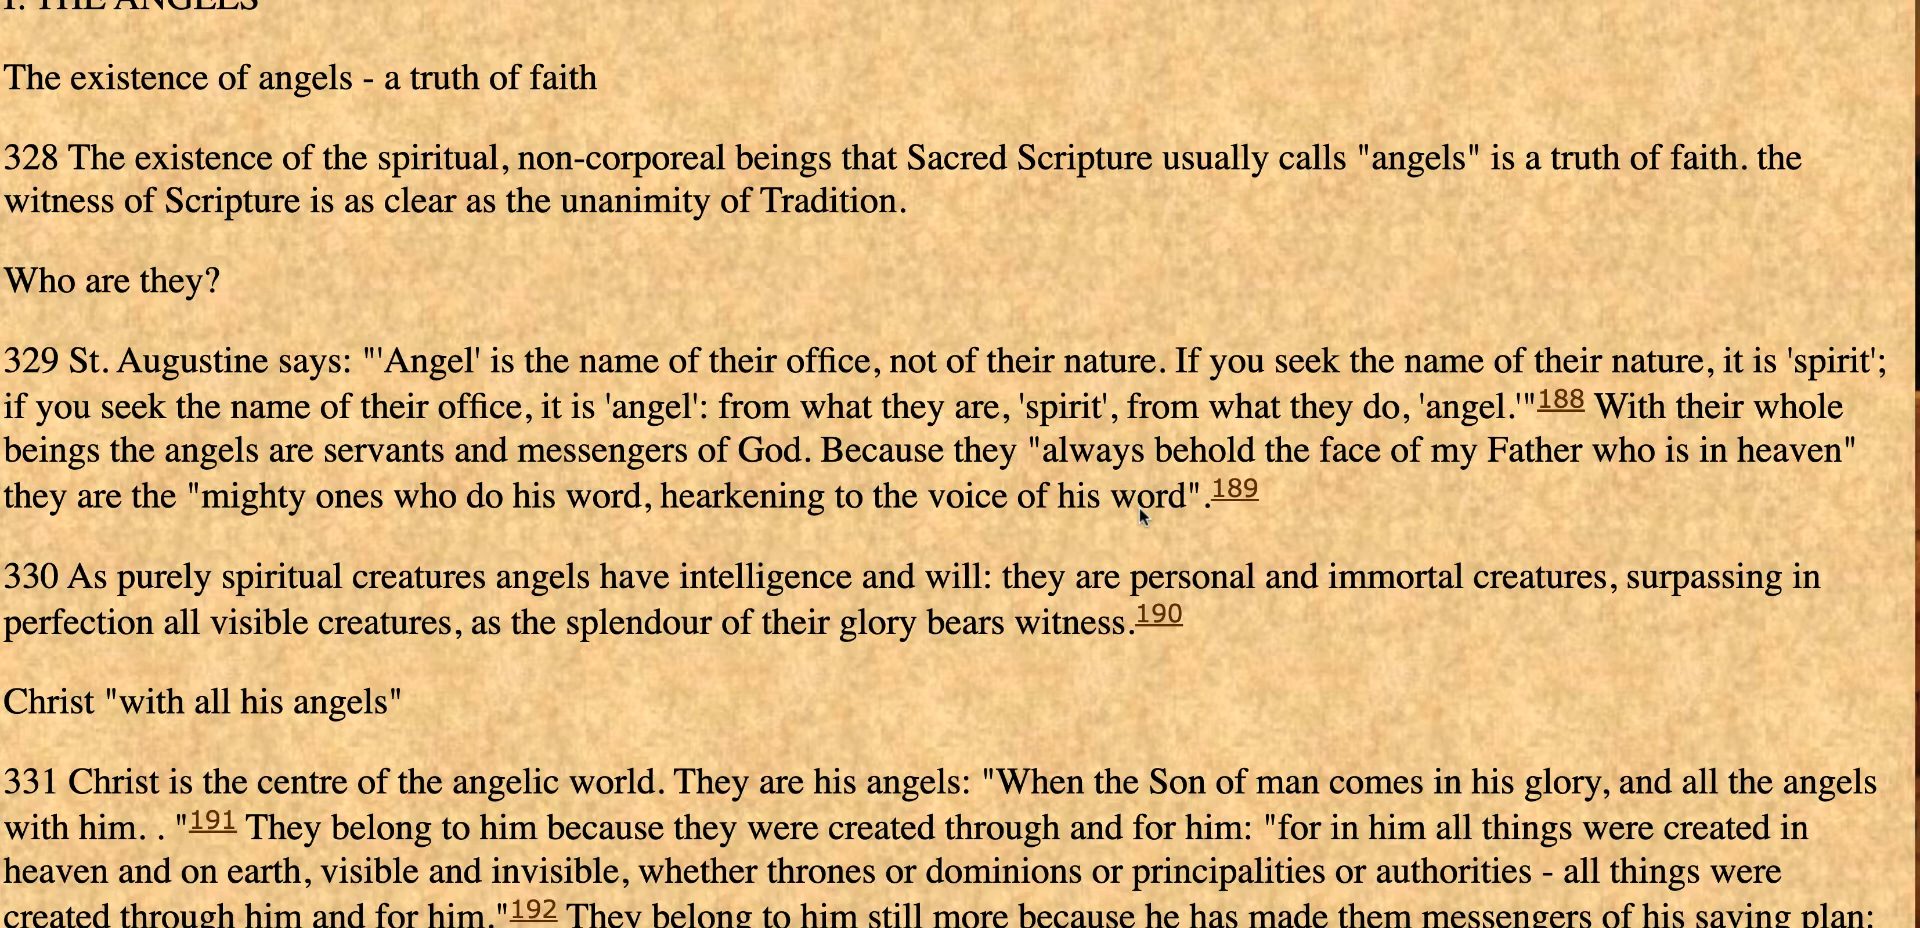 I. THE ANGELS
The existence of angels - a truth of faith
328 The existence of the spiritual, non-corporeal beings that Sacred Scripture usually calls "angels" is a truth of faith. the
witness of Scripture is as clear as the unanimity of Tradition.
Who are they?
329 St. Augustine says: "'Angel' is the name of their office, not of their nature. If you seek the name of their nature, it is 'spirit';
if you seek the name of their office, it is 'angel': from what they are, 'spirit', from what they do, 'angel.'"188 With their whole
beings the angels are servants and messengers of God. Because they "always behold the face of my Father who is in heaven"
they are the "mighty ones who do his word, hearkening to the voice of his word".189
330 As purely spiritual creatures angels have intelligence and will: they are personal and immortal creatures, surpassing in
perfection all visible creatures, as the splendour of their glory bears witness.190
Christ "with all his angels"
331 Christ is the centre of the angelic world. They are his angels: "When the Son of man comes in his glory, and all the angels
with him. . "191 They belong to him because they were created through and for him: "for in him all things were created in
heaven and on earth, visible and invisible, whether thrones or dominions or principalities or authorities - all things were
created through him and for him."192 They belong to him still more because he has made them messengers of his saving plan: